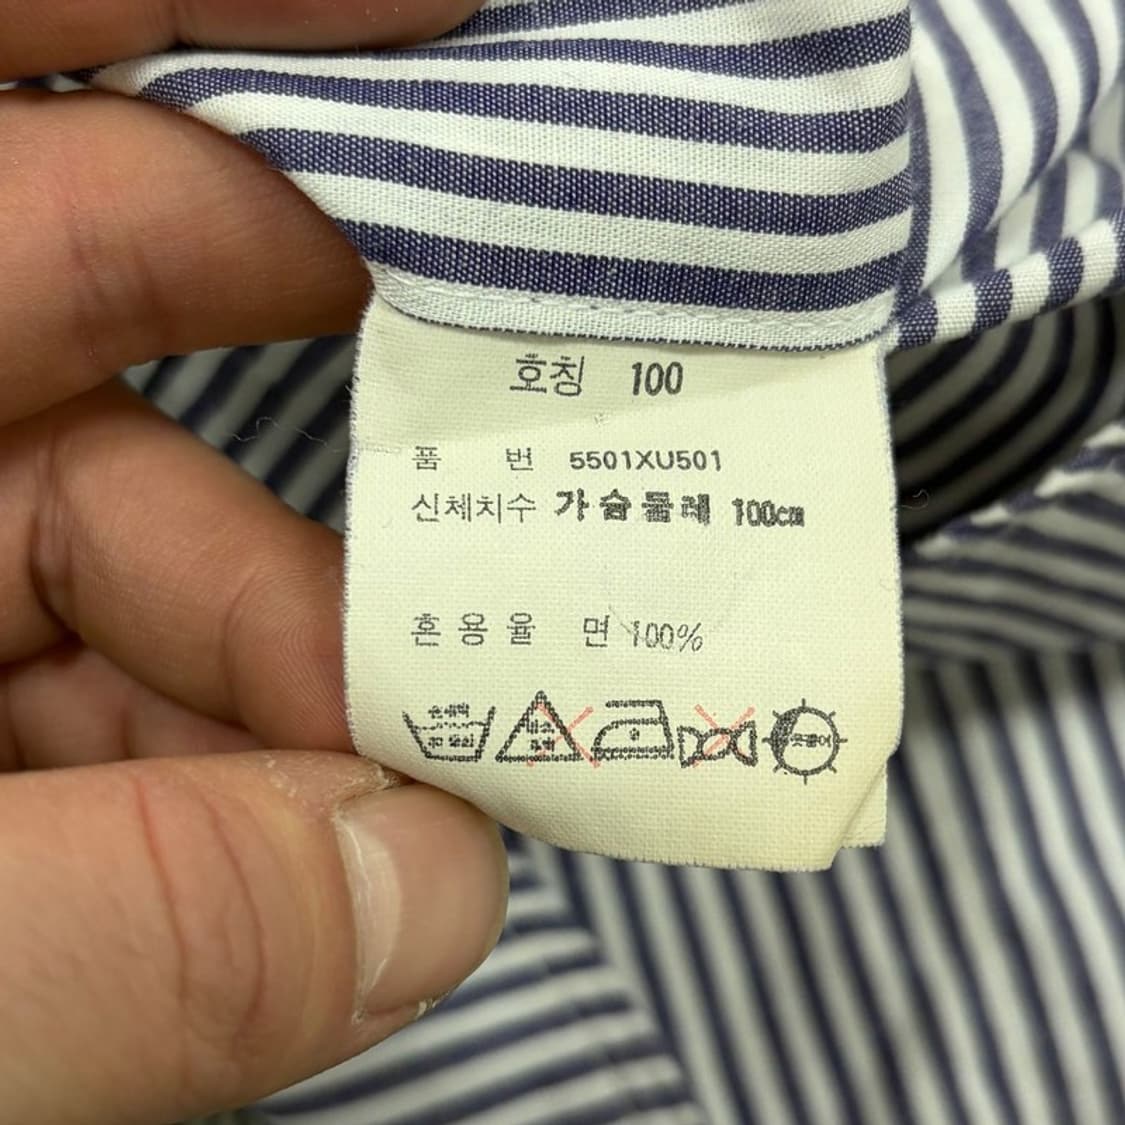 호칭 100
품 번 5501XU501
신체치수 가슴둘레 100cm
혼용율 면 100%